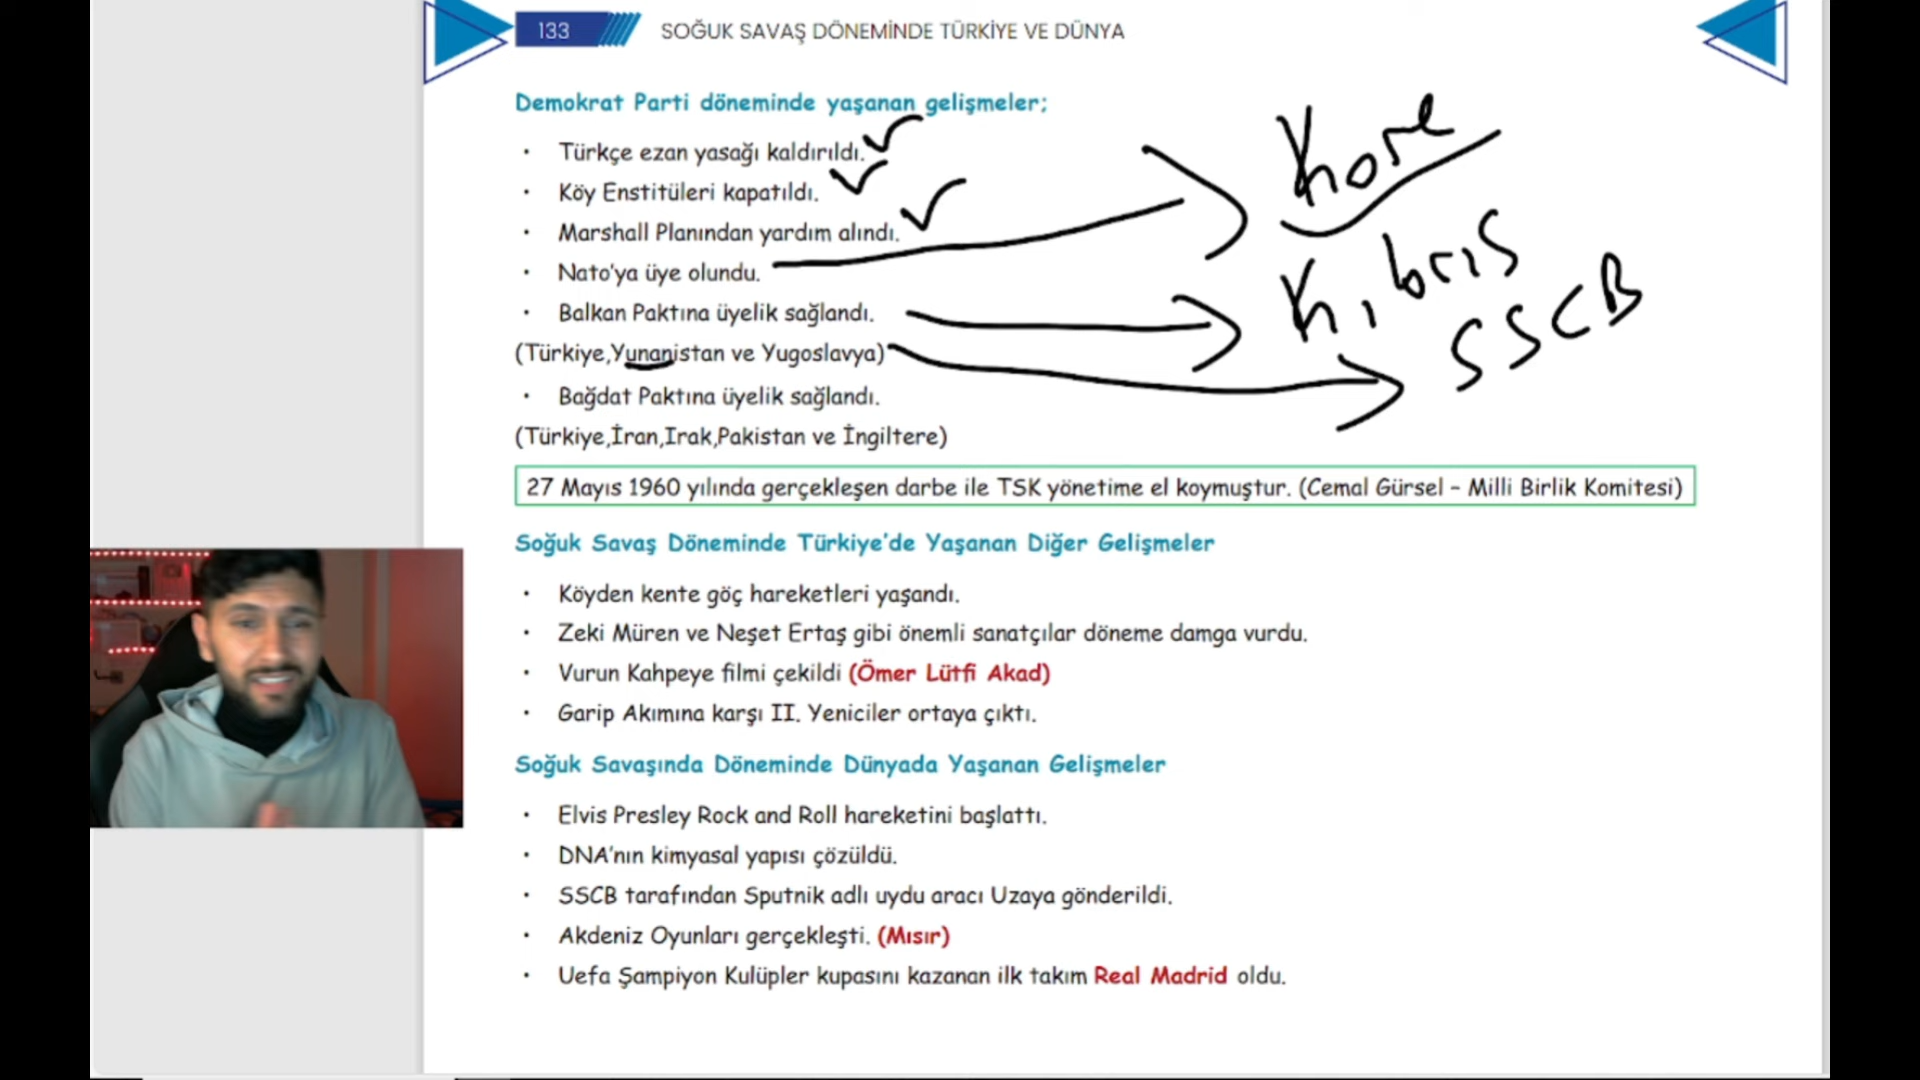 133 SOĞUK SAVAŞ DÖNEMİNDE TÜRKİYE VE DÜNYA
Demokrat Parti döneminde yaşanan gelişmeler;
• Türkçe ezan yasağı kaldırıldı.
• Köy Enstitüleri kapatıldı.
• Marshall Planından yardım alındı.
• Nato'ya üye olundu.
Kore
• Balkan Paktına üyelik sağlandı.
Kıbrıs
(Türkiye,Yunanistan ve Yugoslavya)
SSCB
• Bağdat Paktına üyelik sağlandı.
(Türkiye,İran,Irak,Pakistan ve İngiltere)
27 Mayıs 1960 yılında gerçekleşen darbe ile TSK yönetime el koymuştur. (Cemal Gürsel - Milli Birlik Komitesi)
Soğuk Savaş Döneminde Türkiye'de Yaşanan Diğer Gelişmeler
• Köyden kente göç hareketleri yaşandı.
• Zeki Müren ve Neşet Ertaş gibi önemli sanatçılar döneme damga vurdu.
• Vurun Kahpeye filmi çekildi (Ömer Lütfi Akad)
• Garip Akımına karşı II. Yeniciler ortaya çıktı.
Soğuk Savaşında Döneminde Dünyada Yaşanan Gelişmeler
• Elvis Presley Rock and Roll hareketini başlattı.
• DNA'nın kimyasal yapısı çözüldü.
• SSCB tarafından Sputnik adlı uydu aracı Uzaya gönderildi.
• Akdeniz Oyunları gerçekleşti. (Mısır)
• Uefa Şampiyon Kulüpler kupasını kazanan ilk takım Real Madrid oldu.